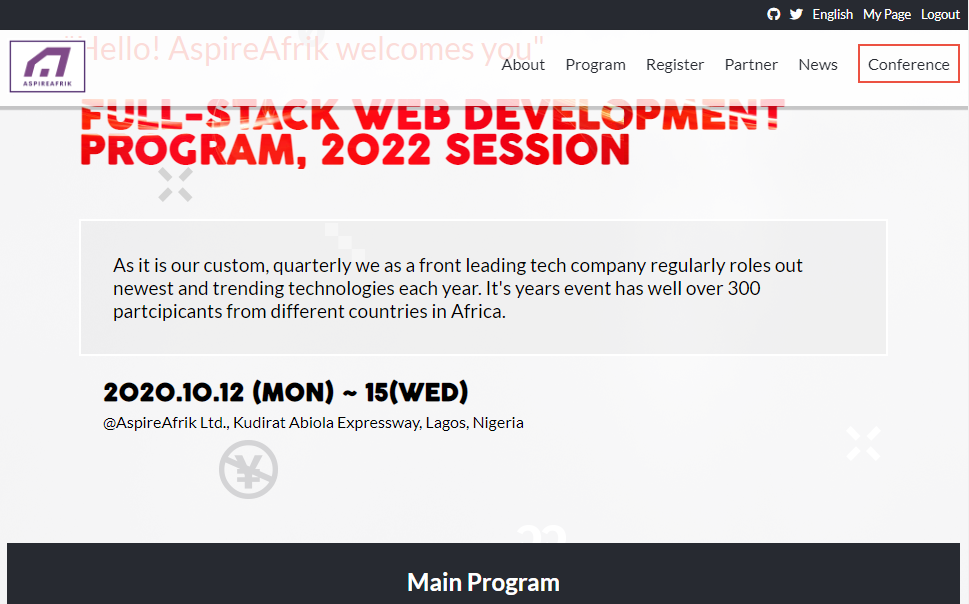 English My Page Logout
"Hello! AspireAfrik welcomes you"
ASPIREAFRIK
About Program Register Partner News Conference
FULL-STACK WEB DEVELOPMENT
PROGRAM, 2022 SESSION
As it is our custom, quarterly we as a front leading tech company regularly roles out
newest and trending technologies each year. It's years event has well over 300
partcipicants from different countries in Africa.
2020.10.12 (MON) ~ 15(WED)
@AspireAfrik Ltd., Kudirat Abiola Expressway, Lagos, Nigeria
Main Program